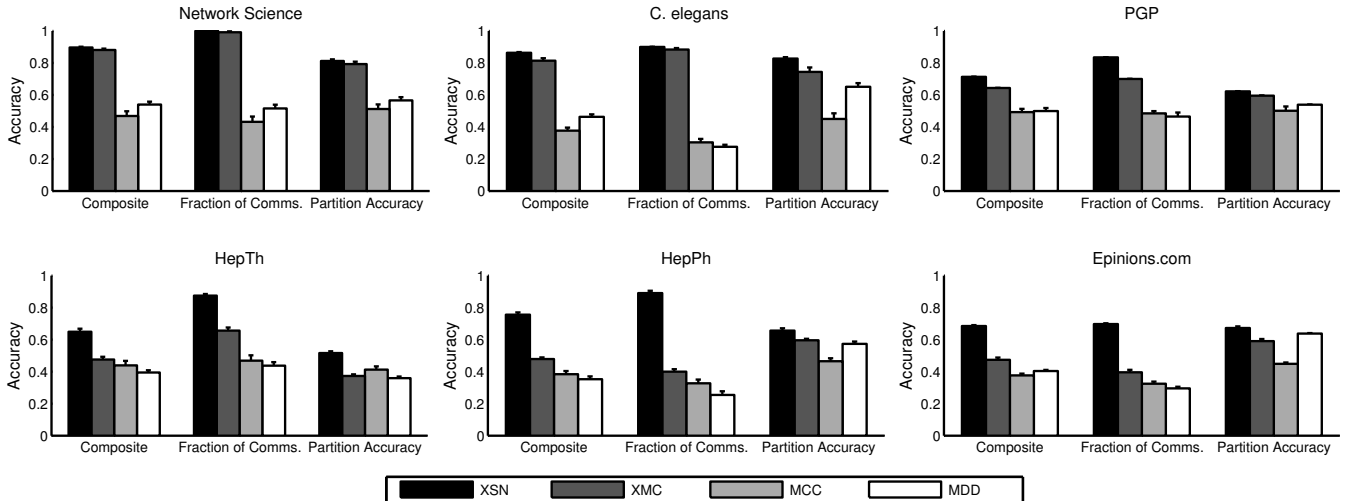 Network Science
1
0.8
0.6
0.4
0.2
0
Accuracy
Composite Fraction of Comms. Partition Accuracy
C. elegans
1
0.8
0.6
0.4
0.2
0
Accuracy
Composite Fraction of Comms. Partition Accuracy
PGP
1
0.8
0.6
0.4
0.2
0
Accuracy
Composite Fraction of Comms. Partition Accuracy
HepTh
1
0.8
0.6
0.4
0.2
0
Accuracy
Composite Fraction of Comms. Partition Accuracy
HepPh
1
0.8
0.6
0.4
0.2
0
Accuracy
Composite Fraction of Comms. Partition Accuracy
Epinions.com
1
0.8
0.6
0.4
0.2
0
Accuracy
Composite Fraction of Comms. Partition Accuracy
XSN XMC MCC MDD